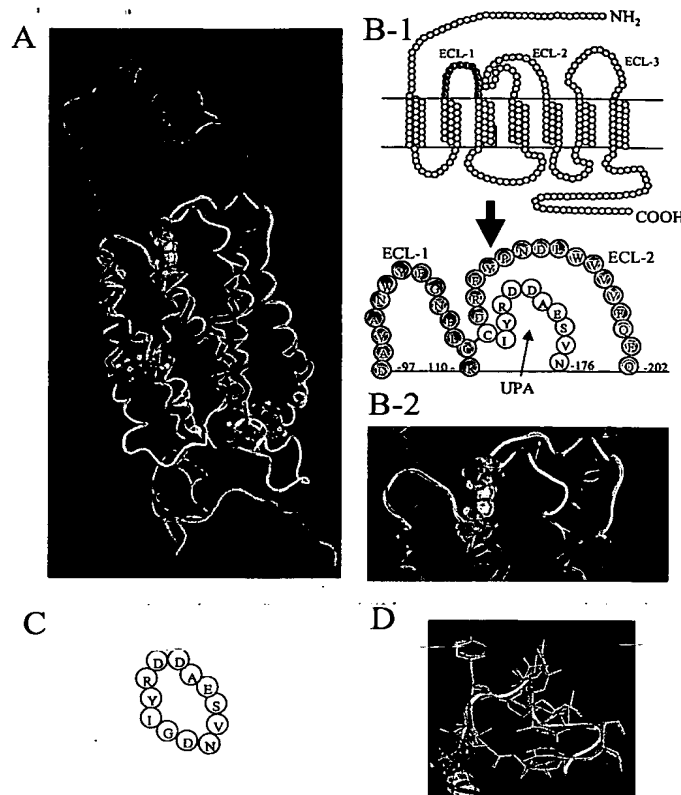 A
B-1
NH₂
ECL-1
ECL-2
ECL-3
COOH
ECL-1
ECL-2
C I Y R D D A E S V N
-97
110-
-176
-202
UPA
B-2
C
D D A E S V N D G I Y R
D